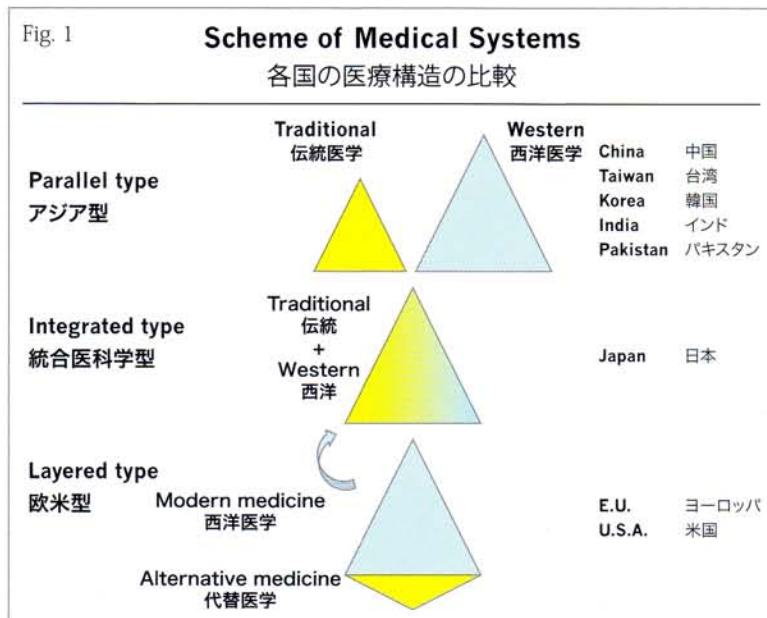 Fig. 1
Scheme of Medical Systems
各国の医療構造の比較
Traditional
伝統医学
Western
西洋医学
Parallel type
アジア型
China 中国
Taiwan 台湾
Korea 韓国
India インド
Pakistan パキスタン
Integrated type
統合医科学型
Traditional
伝統
+
Western
西洋
Japan 日本
Layered type
欧米型
Modern medicine
西洋医学
Alternative medicine
代替医学
E.U. ヨーロッパ
U.S.A. 米国